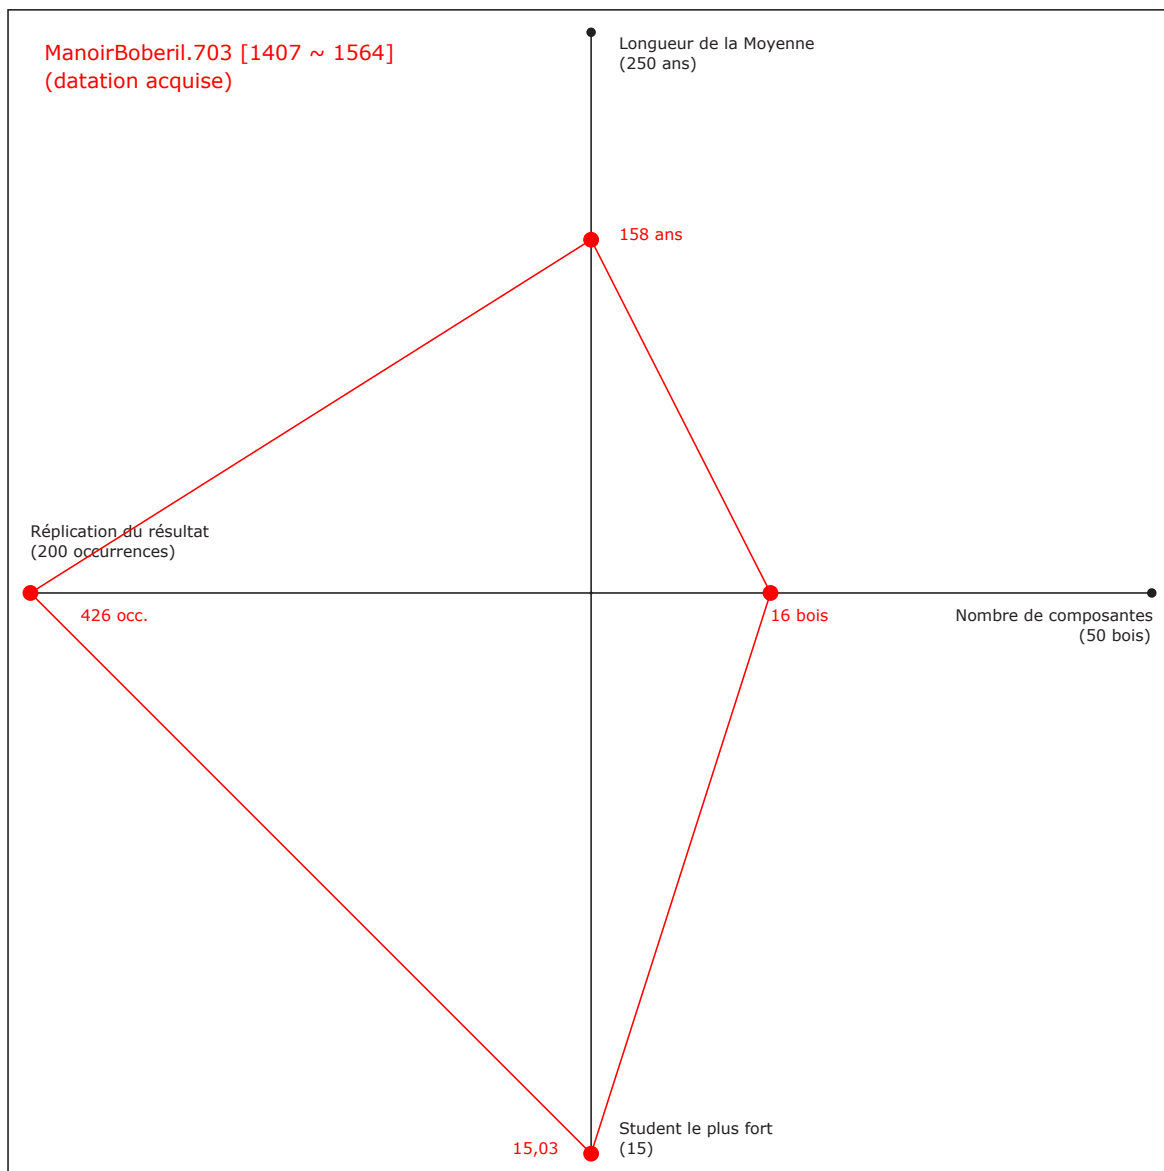 ManoirBoberil.703 [1407 ~ 1564]
(datation acquise)
Longueur de la Moyenne
(250 ans)
158 ans
Réplication du résultat
(200 occurrences)
426 occ.
16 bois
Nombre de composantes
(50 bois)
Student le plus fort
(15)
15,03